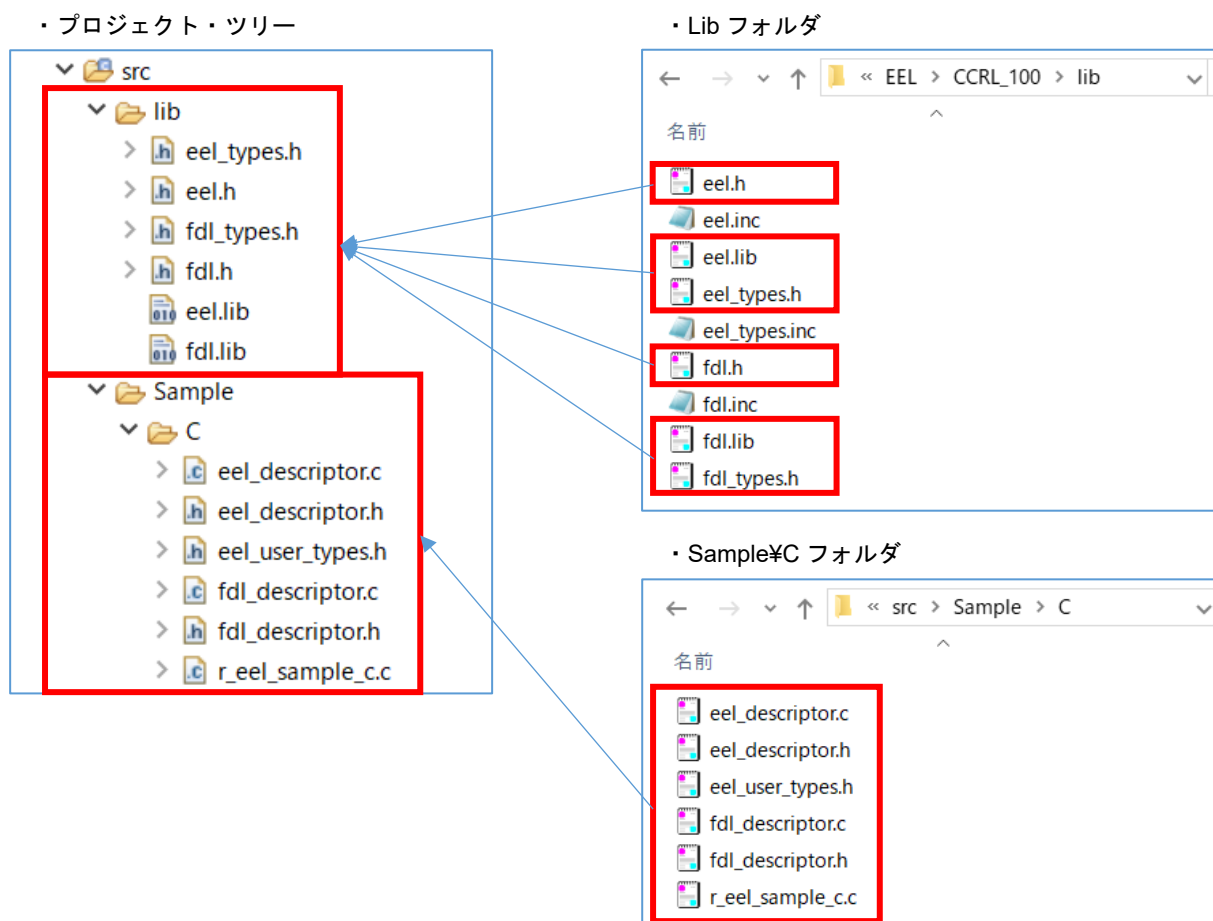 ・プロジェクト・ツリー
src
lib
eel_types.h
eel.h
fdl_types.h
fdl.h
eel.lib
fdl.lib
Sample
C
eel_descriptor.c
eel_descriptor.h
eel_user_types.h
fdl_descriptor.c
fdl_descriptor.h
r_eel_sample_c.c
・Lib フォルダ
« EEL > CCRL_100 > lib
名前
eel.h
eel.inc
eel.lib
eel_types.h
eel_types.inc
fdl.h
fdl.inc
fdl.lib
fdl_types.h
・Sample¥C フォルダ
« src > Sample > C
名前
eel_descriptor.c
eel_descriptor.h
eel_user_types.h
fdl_descriptor.c
fdl_descriptor.h
r_eel_sample_c.c